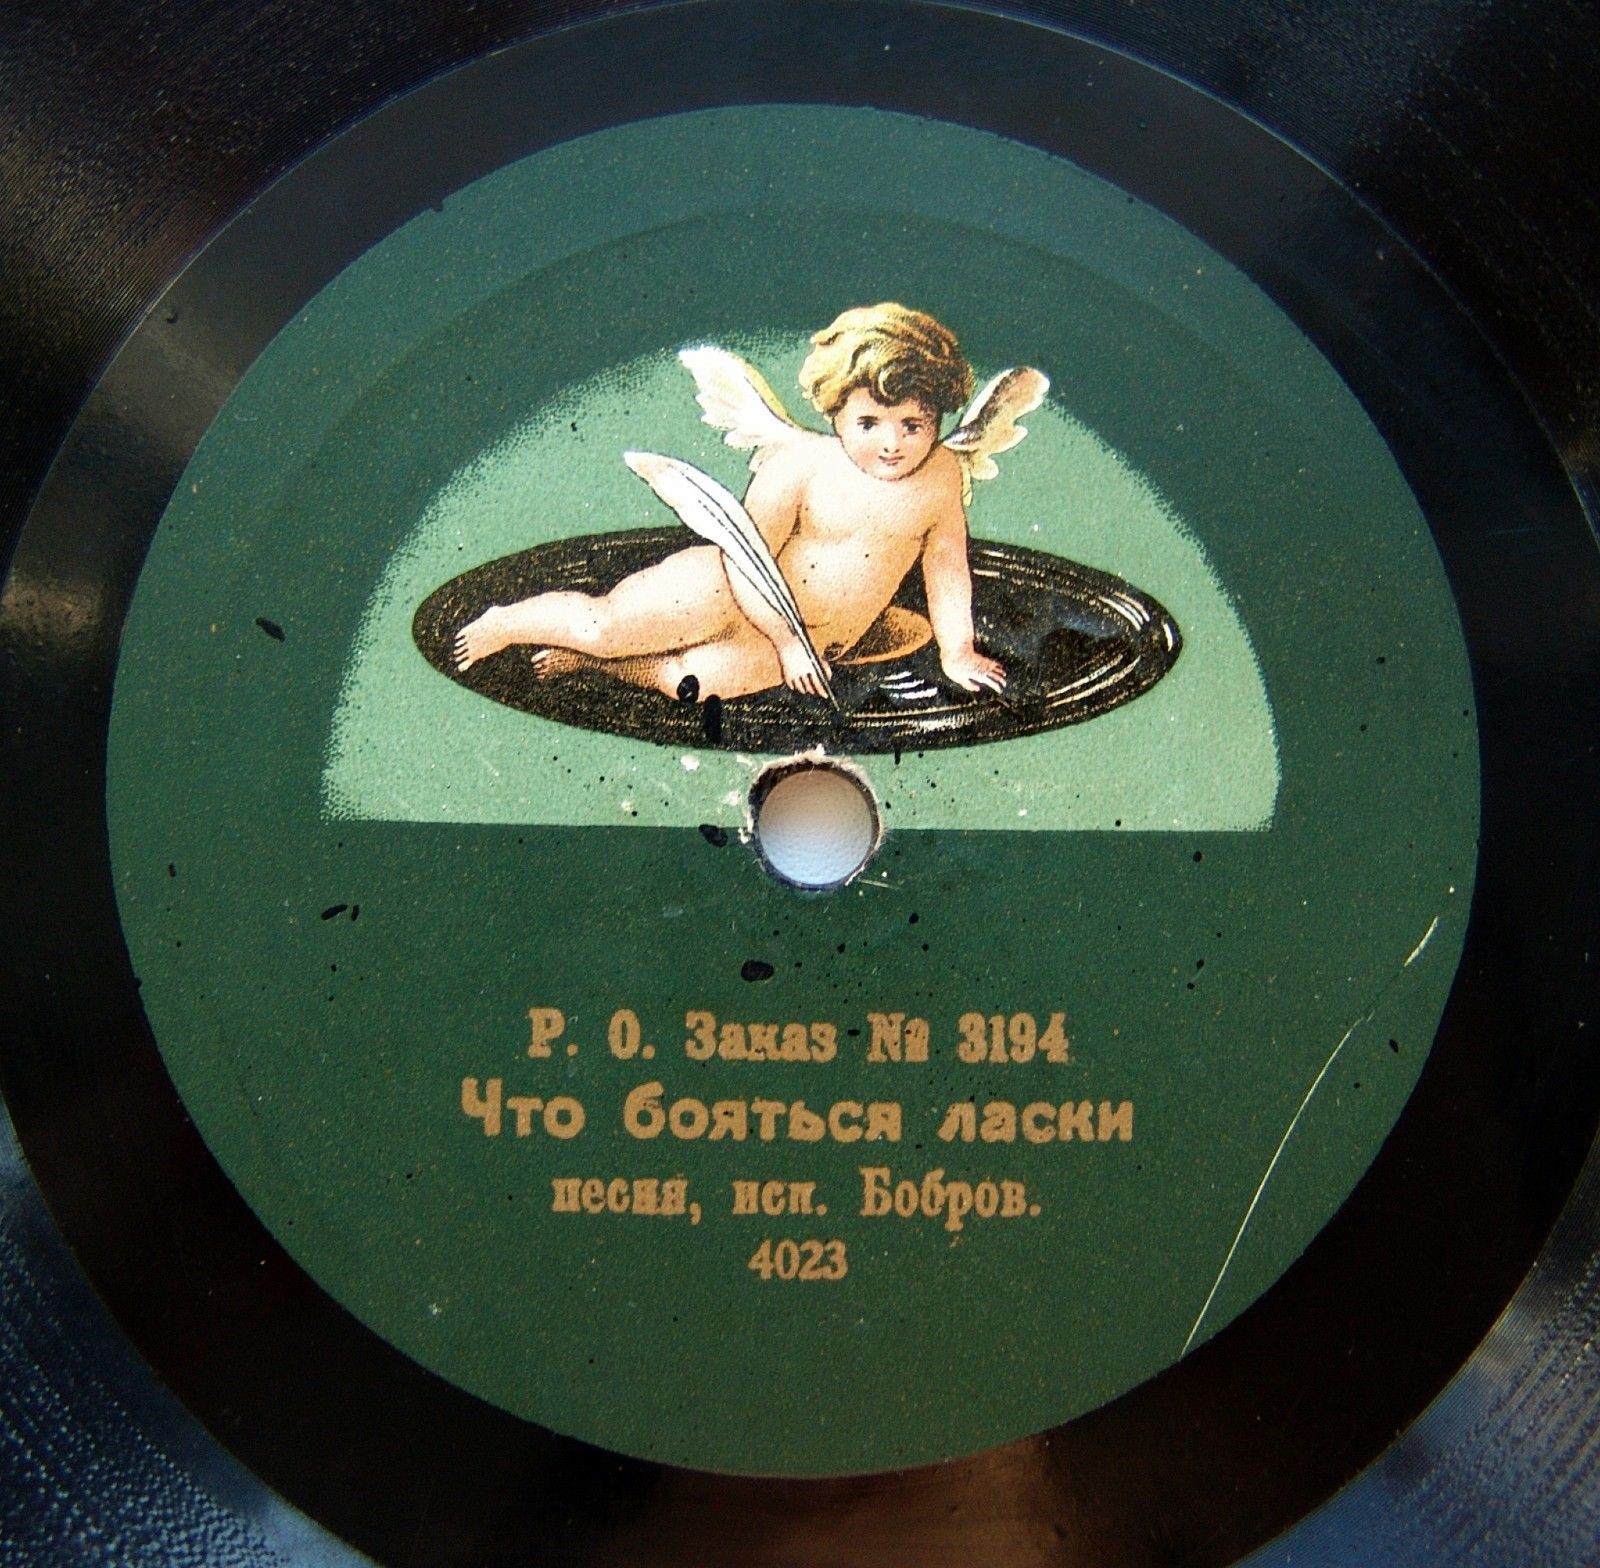 Р. О. Заказ № 3194
Что бояться ласки
песня, исп. Бобров.
4023